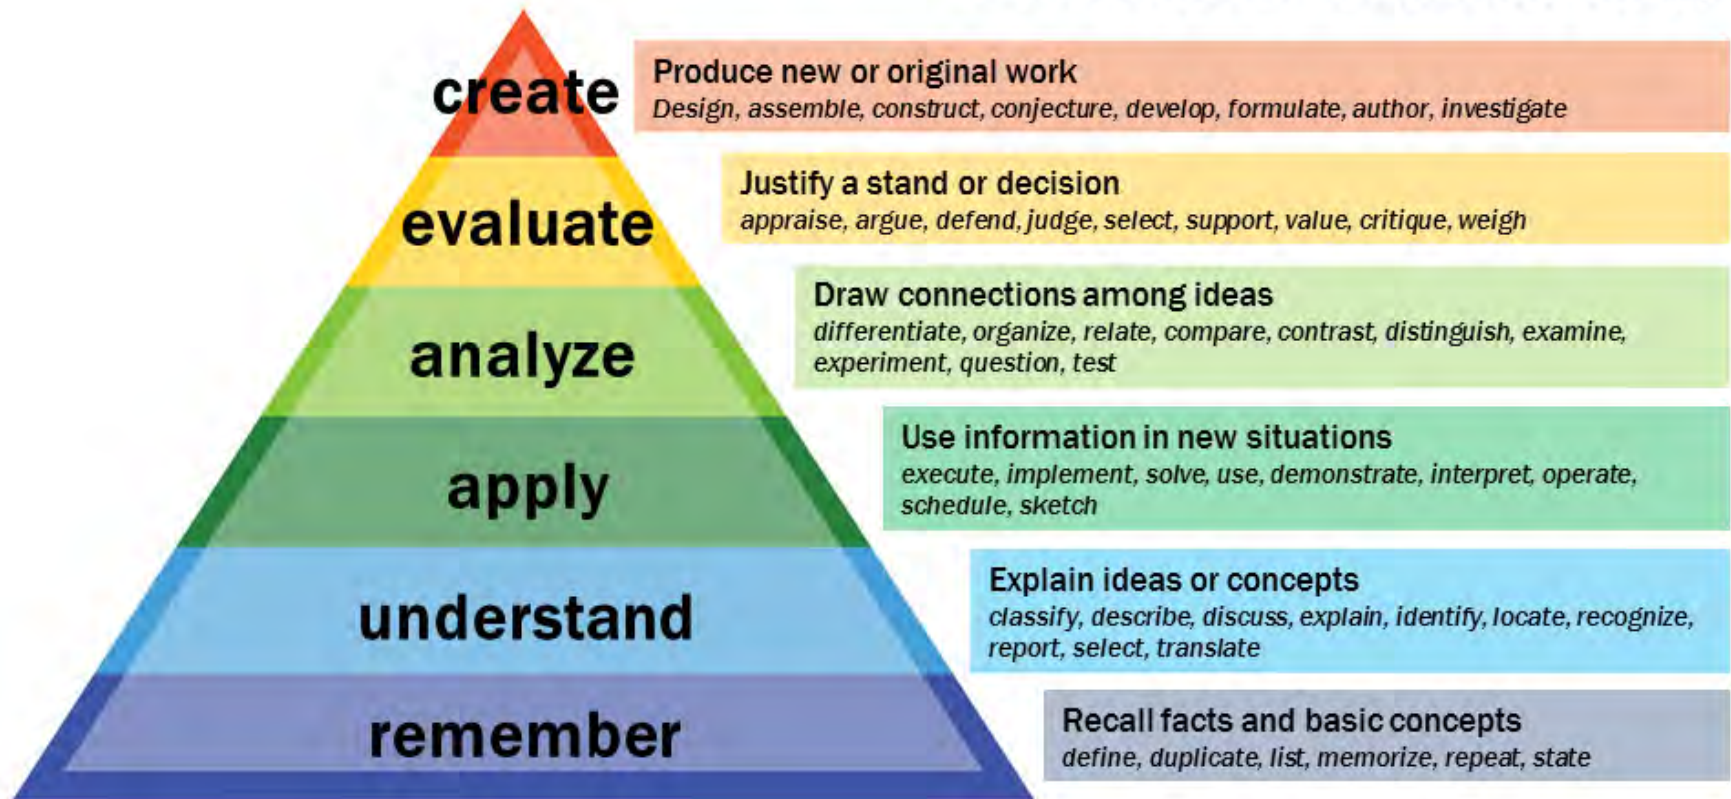 create
Produce new or original work
Design, assemble, construct, conjecture, develop, formulate, author, investigate
evaluate
Justify a stand or decision
appraise, argue, defend, judge, select, support, value, critique, weigh
analyze
Draw connections among ideas
differentiate, organize, relate, compare, contrast, distinguish, examine,
experiment, question, test
apply
Use information in new situations
execute, implement, solve, use, demonstrate, interpret, operate,
schedule, sketch
understand
Explain ideas or concepts
classify, describe, discuss, explain, identify, locate, recognize,
report, select, translate
remember
Recall facts and basic concepts
define, duplicate, list, memorize, repeat, state